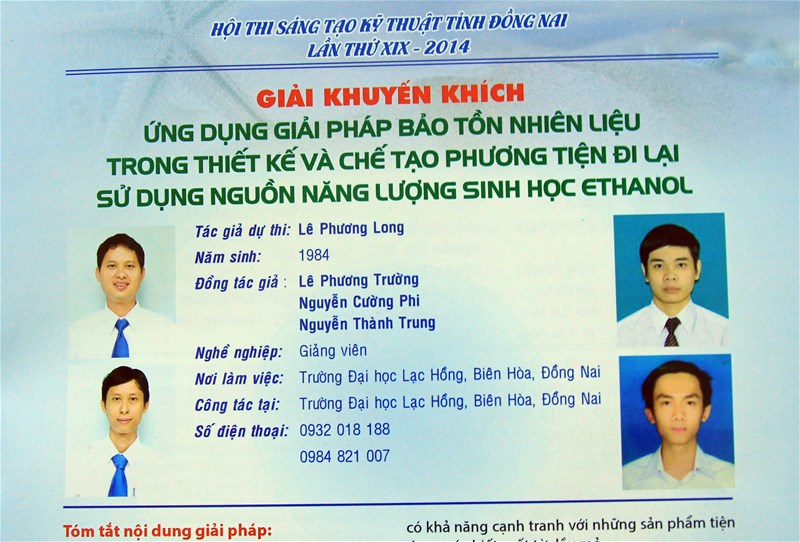 HỘI THI SÁNG TẠO KỸ THUẬT TỈNH ĐỒNG NAI
LẦN THỨ XIX - 2014
GIẢI KHUYẾN KHÍCH
ỨNG DỤNG GIẢI PHÁP BẢO TỒN NHIÊN LIỆU
TRONG THIẾT KẾ VÀ CHẾ TẠO PHƯƠNG TIỆN ĐI LẠI
SỬ DỤNG NGUỒN NĂNG LƯỢNG SINH HỌC ETHANOL
Tác giả dự thi: Lê Phương Long
Năm sinh: 1984
Đồng tác giả : Lê Phương Trường
Nguyễn Cường Phi
Nguyễn Thành Trung
Nghề nghiệp: Giảng viên
Nơi làm việc: Trường Đại học Lạc Hồng, Biên Hòa, Đồng Nai
Công tác tại: Trường Đại học Lạc Hồng, Biên Hòa, Đồng Nai
Số điện thoại: 0932 018 188
0984 821 007
Tóm tắt nội dung giải pháp:
có khả năng cạnh tranh với những sản phẩm tiện